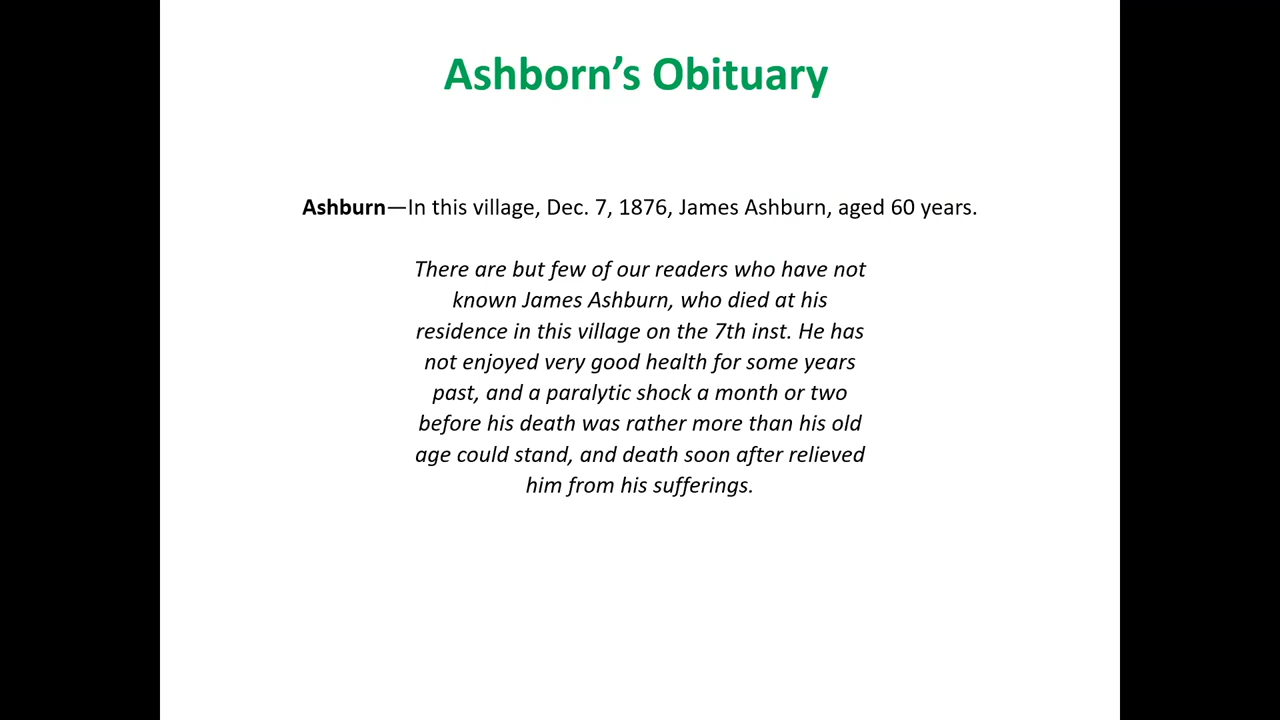 Ashborn’s Obituary
Ashburn—In this village, Dec. 7, 1876, James Ashburn, aged 60 years.
There are but few of our readers who have not
known James Ashburn, who died at his
residence in this village on the 7th inst. He has
not enjoyed very good health for some years
past, and a paralytic shock a month or two
before his death was rather more than his old
age could stand, and death soon after relieved
him from his sufferings.